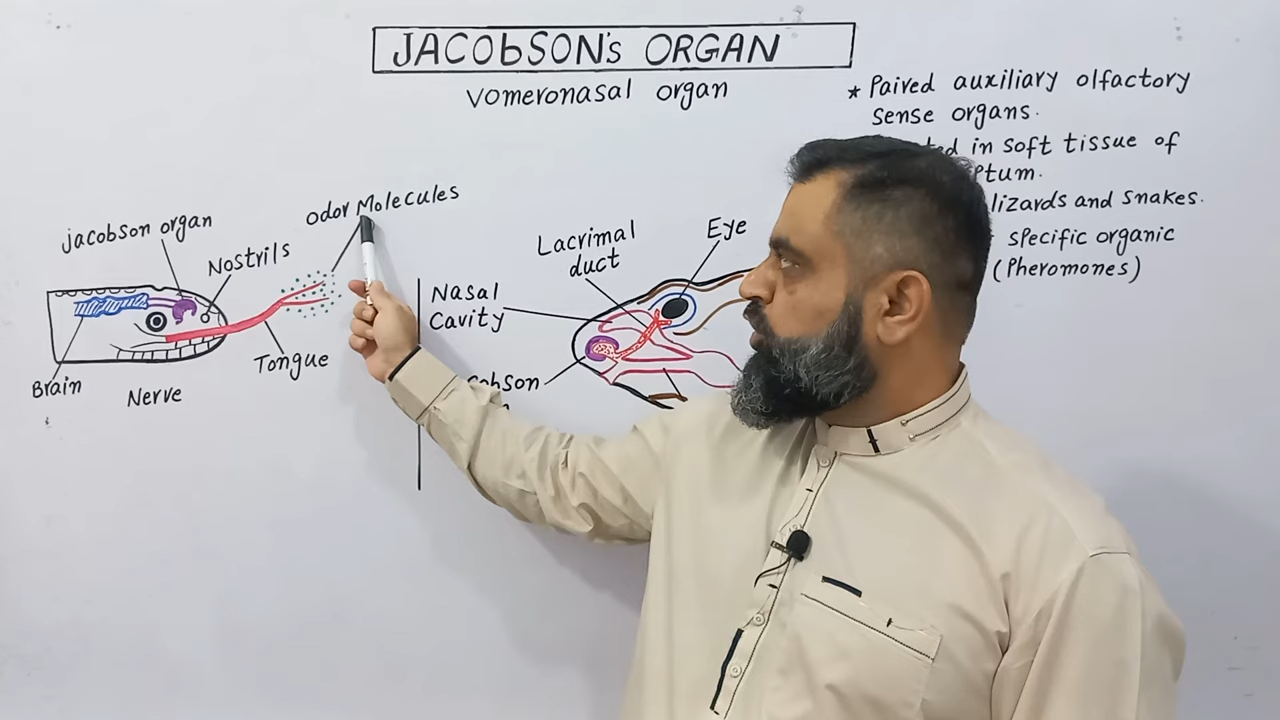 JACOBSON'S ORGAN
Vomeronasal organ
* Paired auxiliary olfactory
Sense organs.
in soft tissue of
lizards and snakes.
specific organic
(Pheromones)
jacobson organ
Nostrils
odor Molecules
Brain
Nerve
Tongue
Lacrimal
duct
Eye
Nasal
Cavity